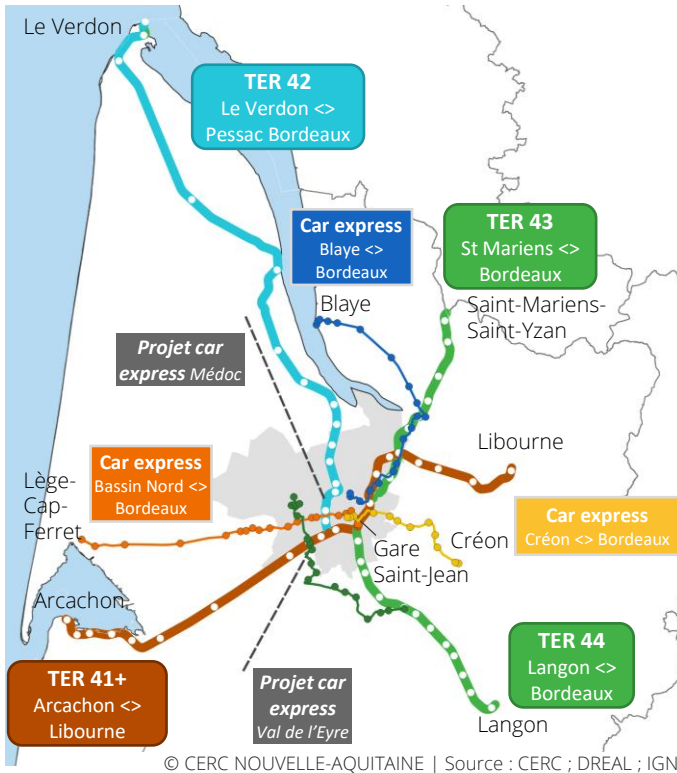 Le Verdon
TER 42
Le Verdon <>
Pessac Bordeaux
Car express
Blaye <>
Bordeaux
TER 43
St Mariens <>
Bordeaux
Blaye
Saint-Mariens-
Saint-Yzan
Projet car
express Médoc
Libourne
Car express
Bassin Nord <>
Bordeaux
Lège-
Cap-
Ferret
Car express
Créon <> Bordeaux
Créon
Gare
Saint-Jean
Arcachon
TER 41+
Arcachon <>
Libourne
Projet car
express
Val de l'Eyre
TER 44
Langon <>
Bordeaux
Langon
© CERC NOUVELLE-AQUITAINE | Source : CERC ; DREAL ; IGN